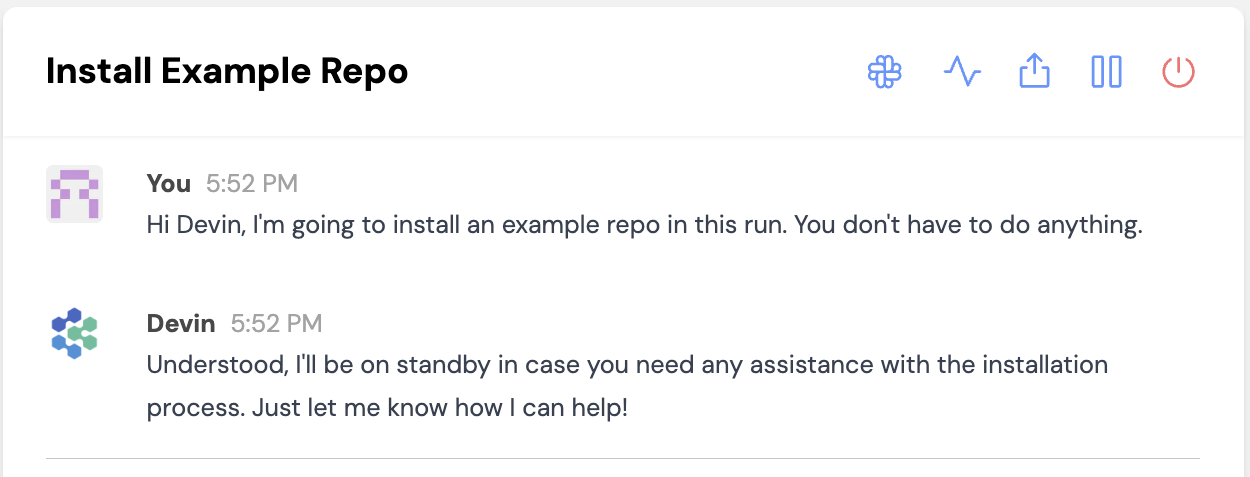 Install Example Repo
You 5:52 PM
Hi Devin, I'm going to install an example repo in this run. You don't have to do anything.
Devin 5:52 PM
Understood, I'll be on standby in case you need any assistance with the installation
process. Just let me know how I can help!